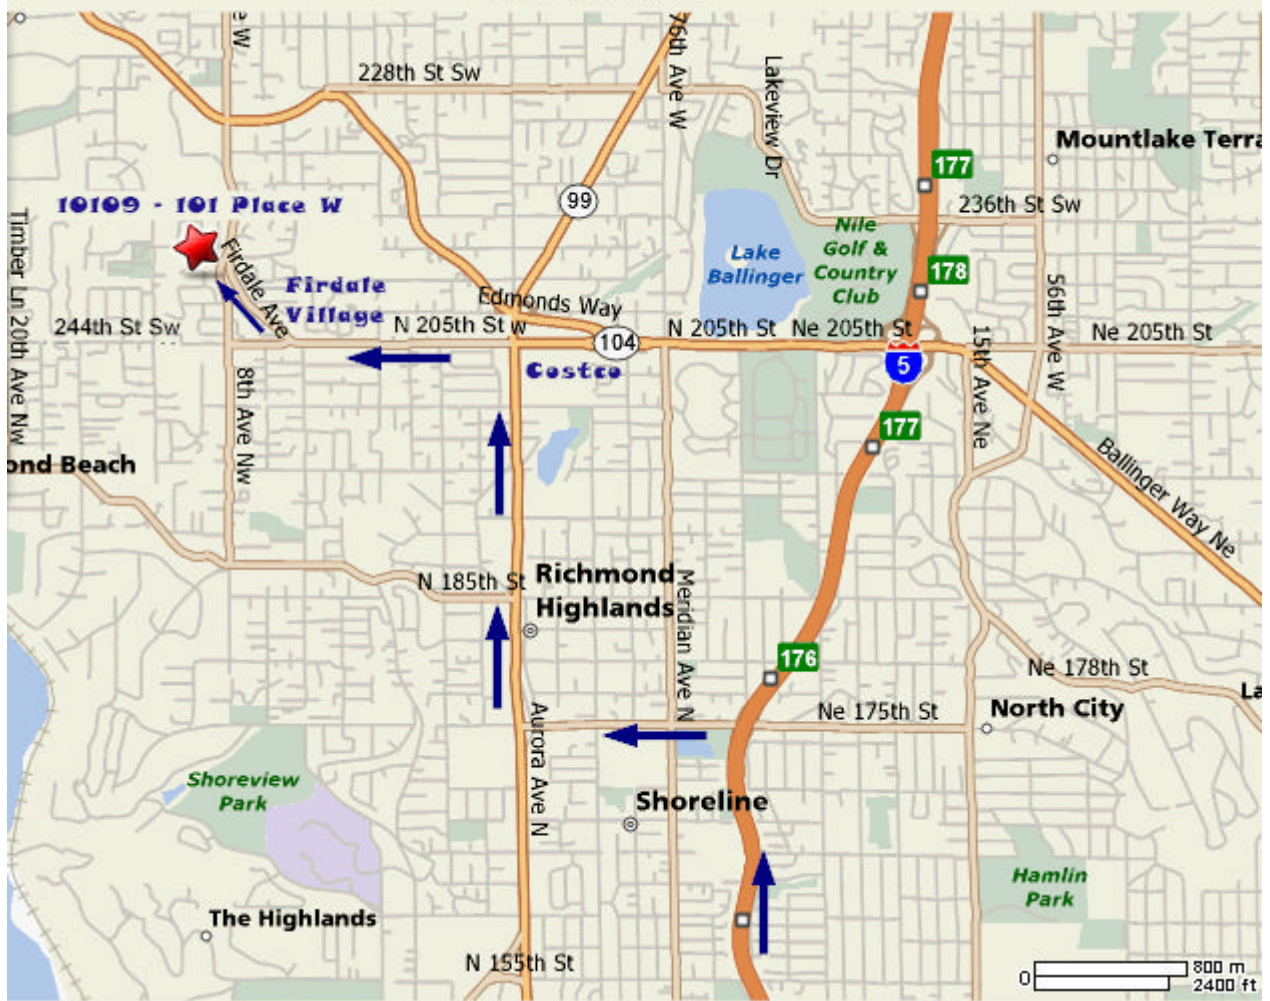 e W
76th Ave W
228th St Sw
Lakeview Dr
Mountlake Terra
177
99
10109 - 101 Place W
236th St Sw
Timber Ln 20th Ave Nw
Firdale Ave
Nile
Golf &
Country
Club
Lake
Ballinger
178
Firdale
Village
Edmonds Way
56th Ave W
244th St Sw
N 205th St w
104
N 205th St
Ne 205th St
Ne 205th St
5
15th Ave Ne
Costco
8th Ave Nw
177
ond Beach
Ballinger Way Ne
N 185th St
Richmond
Highlands
Meridian Ave N
176
Ne 178th St
La
Aurora Ave N
Ne 175th St
North City
Shoreview
Park
Shoreline
Hamlin
Park
The Highlands
N 155th St
0
800 m
2400 ft